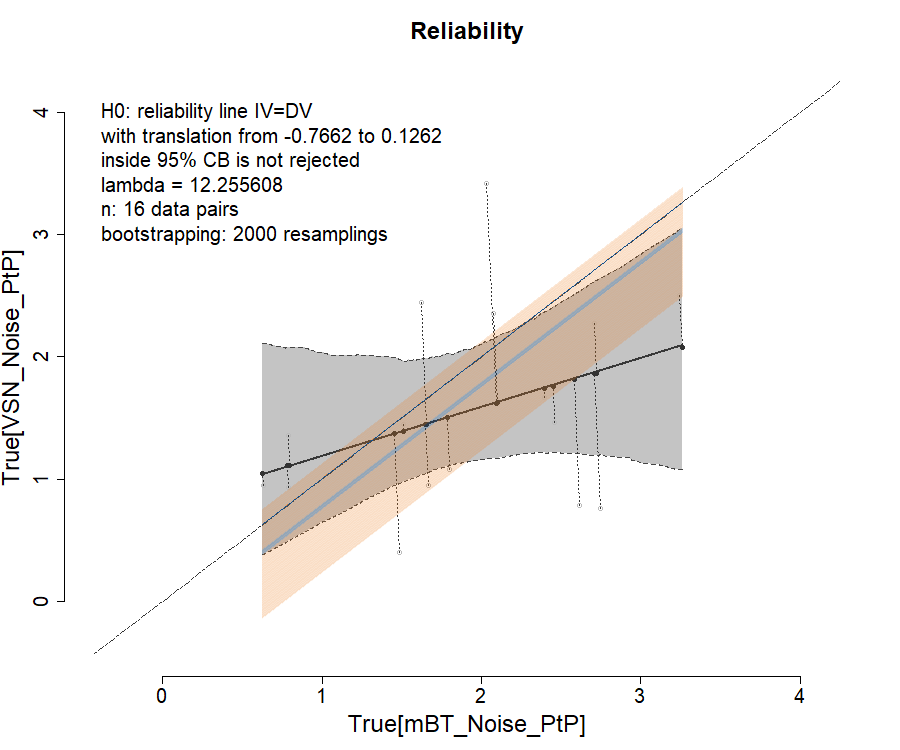 Reliability
H0: reliability line IV=DV
with translation from -0.7662 to 0.1262
inside 95% CB is not rejected
lambda = 12.255608
n: 16 data pairs
bootstrapping: 2000 resamplings
True[VSN_Noise_PtP]
4
3
2
1
0
0 1 2 3 4
True[mBT_Noise_PtP]